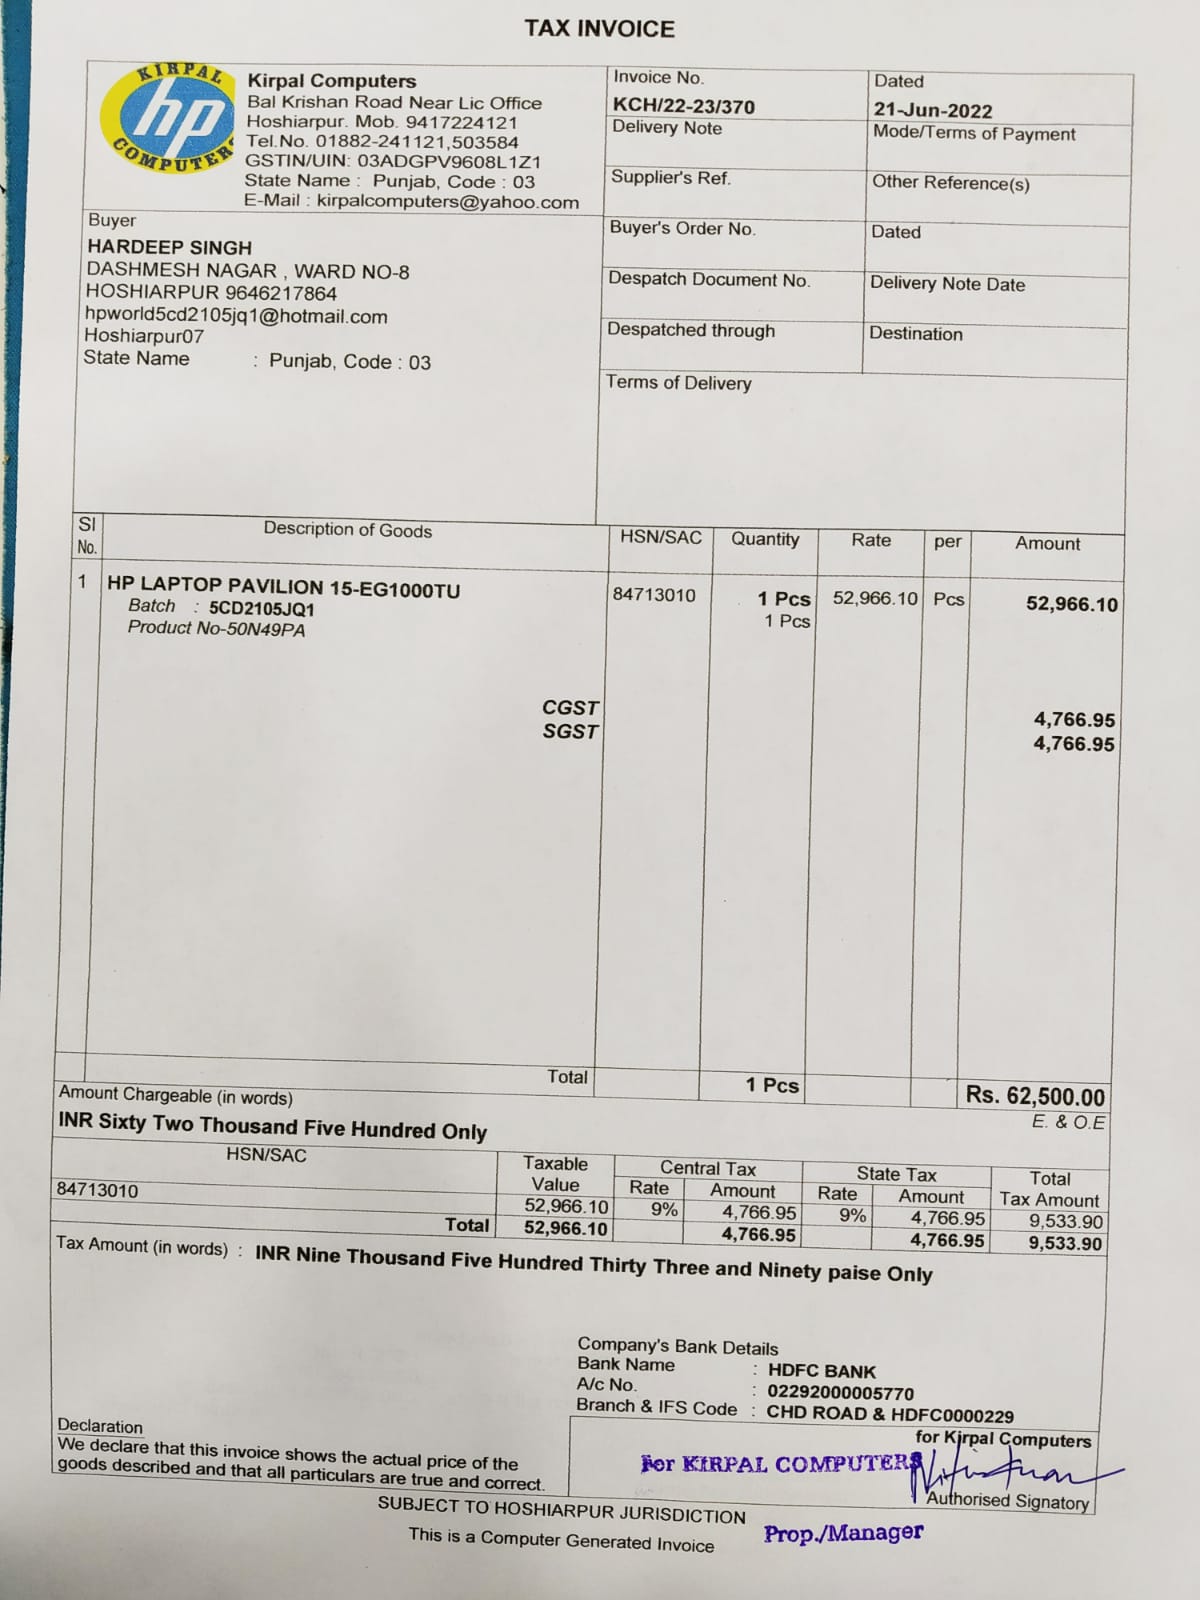 TAX INVOICE
KIRPAL
hp
COMPUTERS
Kirpal Computers
Bal Krishan Road Near Lic Office
Hoshiarpur. Mob. 9417224121
Tel.No. 01882-241121,503584
GSTIN/UIN: 03ADGPV9608L1Z1
State Name : Punjab, Code : 03
E-Mail : kirpalcomputers@yahoo.com
Invoice No.
KCH/22-23/370
Dated
21-Jun-2022
Delivery Note
Mode/Terms of Payment
Supplier's Ref.
Other Reference(s)
Buyer
HARDEEP SINGH
DASHMESH NAGAR , WARD NO-8
HOSHIARPUR 9646217864
hpworld5cd2105jq1@hotmail.com
Hoshiarpur07
State Name : Punjab, Code : 03
Buyer's Order No.
Dated
Despatch Document No.
Delivery Note Date
Despatched through
Destination
Terms of Delivery
Sl No. Description of Goods HSN/SAC Quantity Rate per Amount
1 HP LAPTOP PAVILION 15-EG1000TU 84713010 1 Pcs 52,966.10 Pcs 52,966.10
Batch : 5CD2105JQ1 1 Pcs
Product No-50N49PA
CGST 4,766.95
SGST 4,766.95
Total 1 Pcs Rs. 62,500.00
Amount Chargeable (in words) E. & O.E
INR Sixty Two Thousand Five Hundred Only
HSN/SAC Taxable Value Central Tax State Tax Total Tax Amount
Rate Amount Rate Amount
84713010 52,966.10 9% 4,766.95 9% 4,766.95 9,533.90
Total 52,966.10 4,766.95 4,766.95 9,533.90
Tax Amount (in words) : INR Nine Thousand Five Hundred Thirty Three and Ninety paise Only
Company's Bank Details
Bank Name : HDFC BANK
A/c No. : 02292000005770
Branch & IFS Code : CHD ROAD & HDFC0000229
Declaration
We declare that this invoice shows the actual price of the
goods described and that all particulars are true and correct.
for Kirpal Computers
For KIRPAL COMPUTERS
Authorised Signatory
Prop./Manager
SUBJECT TO HOSHIARPUR JURISDICTION
This is a Computer Generated Invoice